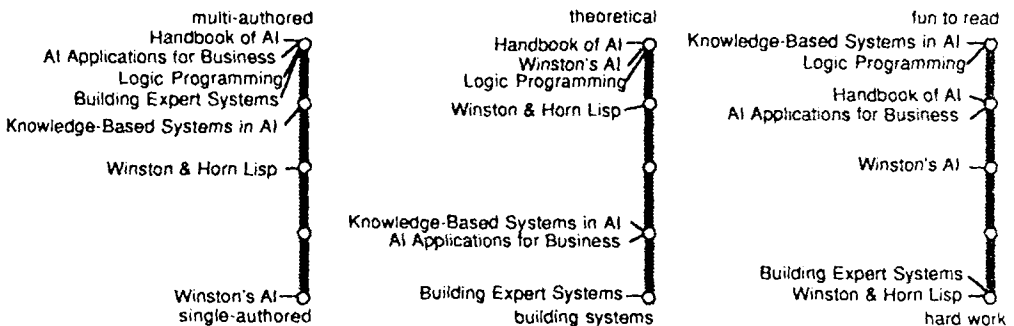 multi-authored
Handbook of AI
AI Applications for Business
Logic Programming
Building Expert Systems
Knowledge-Based Systems in AI
Winston & Horn Lisp
Winston's AI
single-authored
theoretical
Handbook of AI
Winston's AI
Logic Programming
Winston & Horn Lisp
Knowledge-Based Systems in AI
AI Applications for Business
Building Expert Systems
building systems
fun to read
Knowledge-Based Systems in AI
Logic Programming
Handbook of AI
AI Applications for Business
Winston's AI
Building Expert Systems
Winston & Horn Lisp
hard work